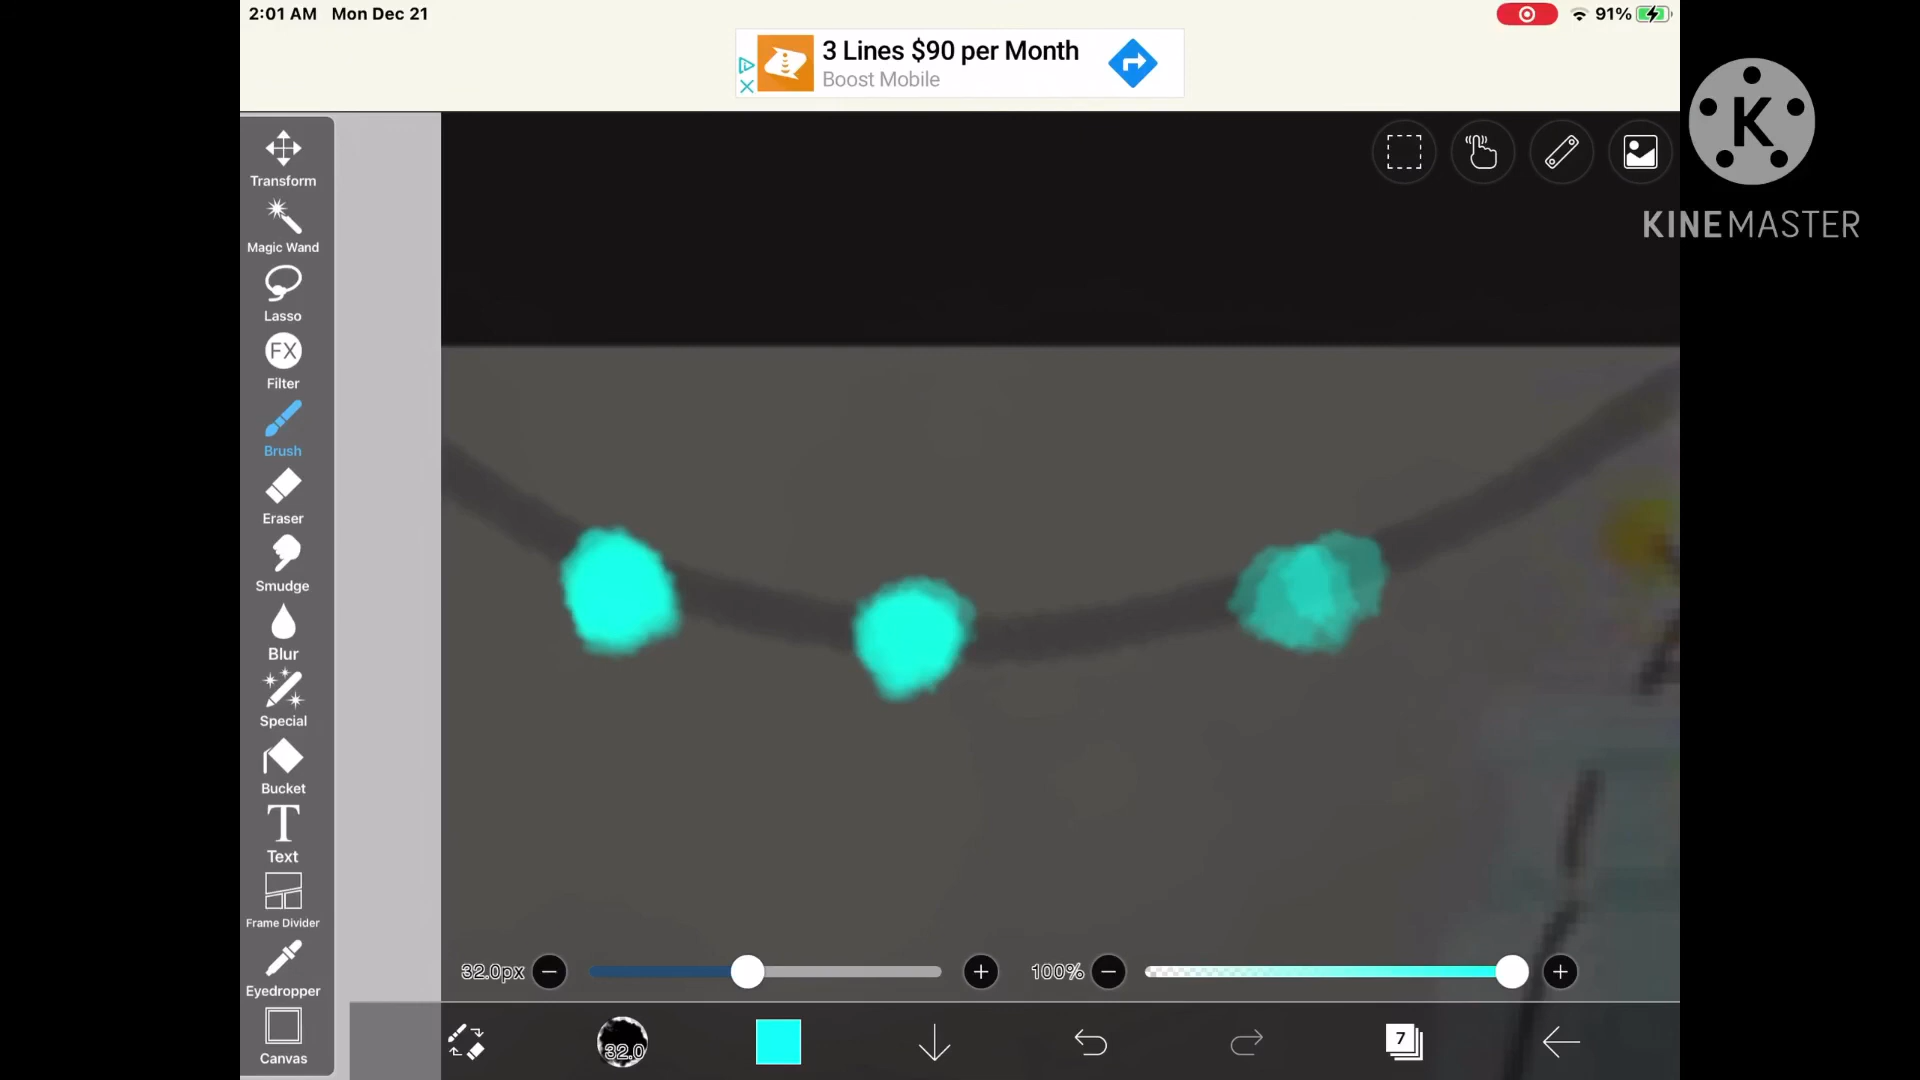 2:01 AM Mon Dec 21
91%
3 Lines $90 per Month
Boost Mobile
K
KINEMASTER
Transform
Magic Wand
Lasso
FX
Filter
Brush
Eraser
Smudge
Blur
Special
Bucket
T
Text
Frame Divider
Eyedropper
Canvas
32.0px
100%
32.0
7